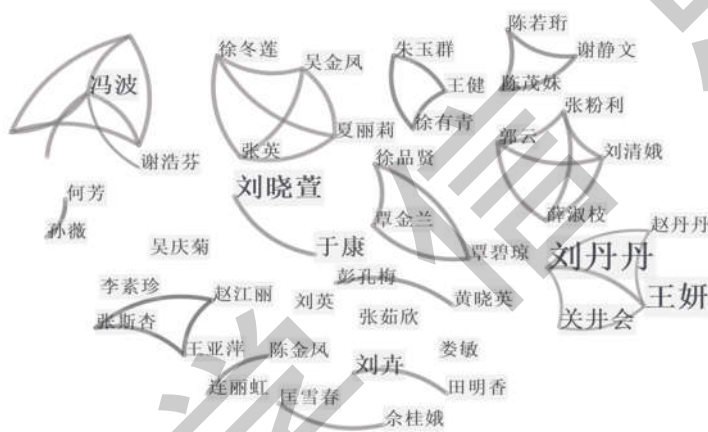 陈若珩
徐冬莲
吴金凤
朱玉群
谢静文
冯波
王健
陈茂妹
张粉利
徐有青
夏丽莉
郭云
谢浩芬
张英
徐品贤
刘清娥
何芳
刘晓萱
覃金兰
薛淑枝
孙薇
赵丹丹
吴庆菊
于康
覃碧琼
刘丹丹
李素珍
赵江丽
彭孔梅
刘英
黄晓英
王妍
张斯杏
张茹欣
关井会
王亚萍
陈金凤
刘卉
娄敏
连丽虹
匡雪春
田明香
佘桂娥